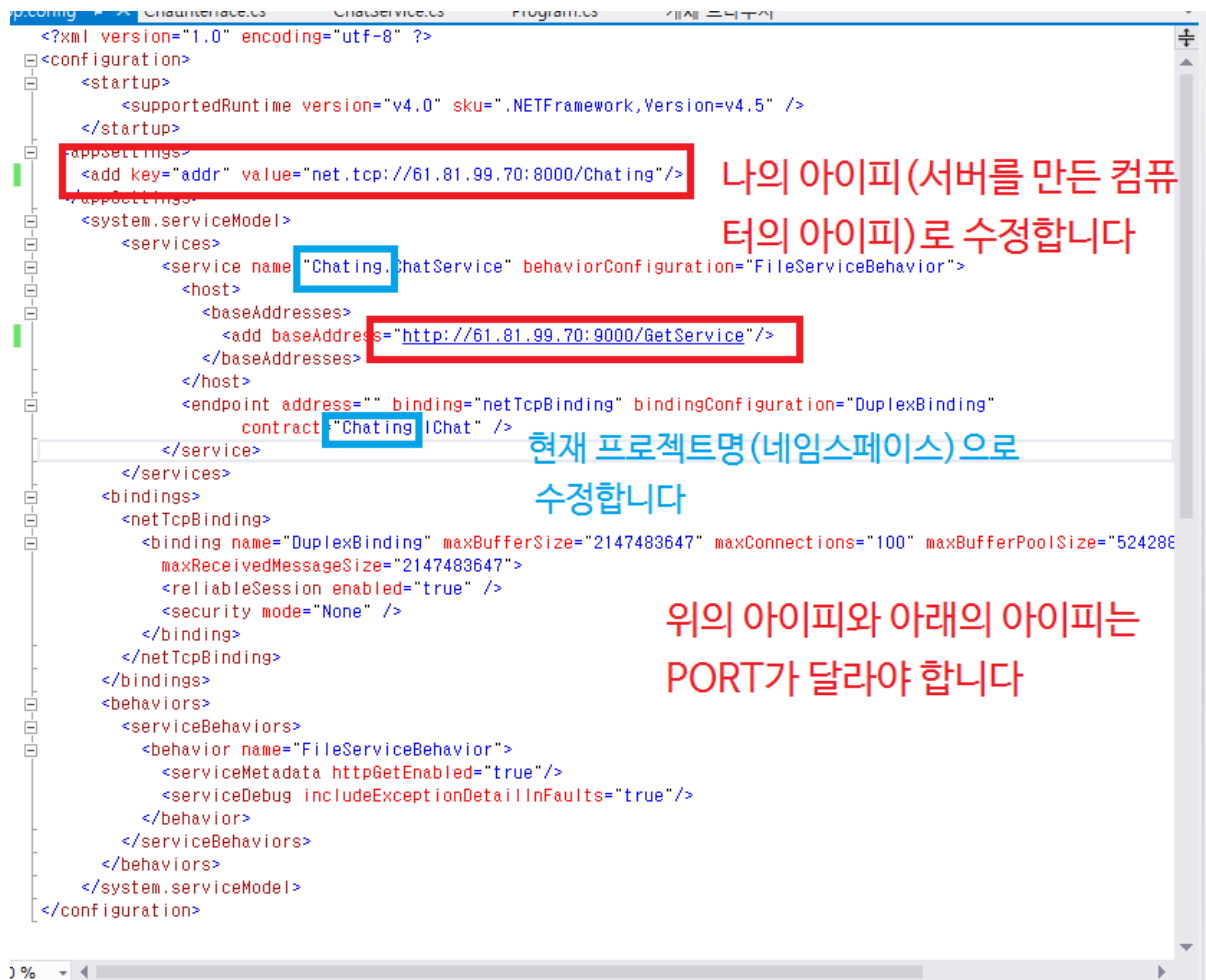 ChatService.cs
Program.cs
<?xml version="1.0" encoding="utf-8" ?>
<configuration>
<startup>
<supportedRuntime version="v4.0" sku=".NETFramework,Version=v4.5" />
</startup>
<appSettings>
<add key="addr" value="net.tcp://61.81.99.70:8000/Chating"/>
나의 아이피(서버를 만든 컴퓨
</appSettings>
<system.serviceModel>
터의 아이피)로 수정합니다
<services>
<service name="Chating.ChatService" behaviorConfiguration="FileServiceBehavior">
<host>
<baseAddresses>
<add baseAddress="http://61.81.99.70:9000/GetService"/>
</baseAddresses>
</host>
<endpoint address="" binding="netTcpBinding" bindingConfiguration="DuplexBinding"
contract="Chating.IChat" />
</service>
현재 프로젝트명(네임스페이스)으로
</services>
수정합니다
<bindings>
<netTcpBinding>
<binding name="DuplexBinding" maxBufferSize="2147483647" maxConnections="100" maxBufferPoolSize="524288
maxReceivedMessageSize="2147483647">
<reliableSession enabled="true" />
<security mode="None" />
위의 아이피와 아래의 아이피는
</binding>
</netTcpBinding>
PORT가 달라야 합니다
</bindings>
<behaviors>
<serviceBehaviors>
<behavior name="FileServiceBehavior">
<serviceMetadata httpGetEnabled="true"/>
<serviceDebug includeExceptionDetailInFaults="true"/>
</behavior>
</serviceBehaviors>
</behaviors>
</system.serviceModel>
</configuration>